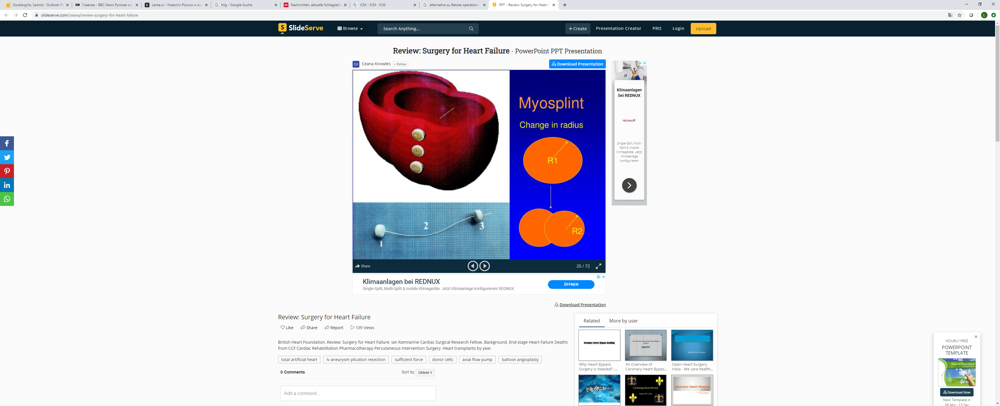 Goubergrits, Leonid - Outlook W
Главная - BBC News Русская слу
Lenta.ru - Новости России и ми
hiig - Google-Suche
Nachrichten, aktuelle Schlagzeile
ICM - ICM - ICM
alternative zu Batista operation -
PPT - Review: Surgery for Heart F
slideserve.com/ceana/review-surgery-for-heart-failure
SlideServe
Browse
Search Anything...
+ Create
Presentation Creator
PRO
Login
Upload
Review: Surgery for Heart Failure - PowerPoint PPT Presentation
CK Ceana Knowles + Follow
Download Presentation
Myosplint
Change in radius
R1
R2
1
2
3
Share
25 / 72
Klimaanlagen
bei REDNUX
REDNUX
Single-Split, Multi-
Split & mobile
Klimageräte. Jetzt
Klimaanlage
konfigurieren!
Klimaanlagen bei REDNUX
Single-Split, Multi-Split & mobile Klimageräte. Jetzt Klimaanlage konfigurieren! REDNUX
ÖFFNEN
Download Presentation
Review: Surgery for Heart Failure
Like Share Report 109 Views
British Heart Foundation. Review: Surgery for Heart Failure. Ian Ramnarine Cardiac Surgical Research Fellow. Background. End-stage Heart Failure Deaths
from CCF Cardiac Rehabilitation Pharmacotherapy Percutaneous Intervention Surgery. Heart transplants by year.
total artificial heart
lv aneurysm plication resection
sufficient force
donor cells
axial flow pump
balloon angioplasty
0 Comments
Sort by Oldest
Add a comment...
Related
More by user
Coronary Artery Bypass Grafting
An Overview of Coronary Heart Bypass
Surgery
Open Heart Surgery India
Medical Tourism Company
Why Heart Bypass
Surgery is Needed? -...
An Overview of
Coronary Heart Bypas...
Open Heart Surgery
India - We care health...
Cardiology Board Review
August 30th, 2011
Coronary Heart Disease
(CHD)
HOURLY FREE
POWERPOINT
TEMPLATE
Name of Presentation
Company Name
Download Now
Next Template in
36 Min : 13 Sec